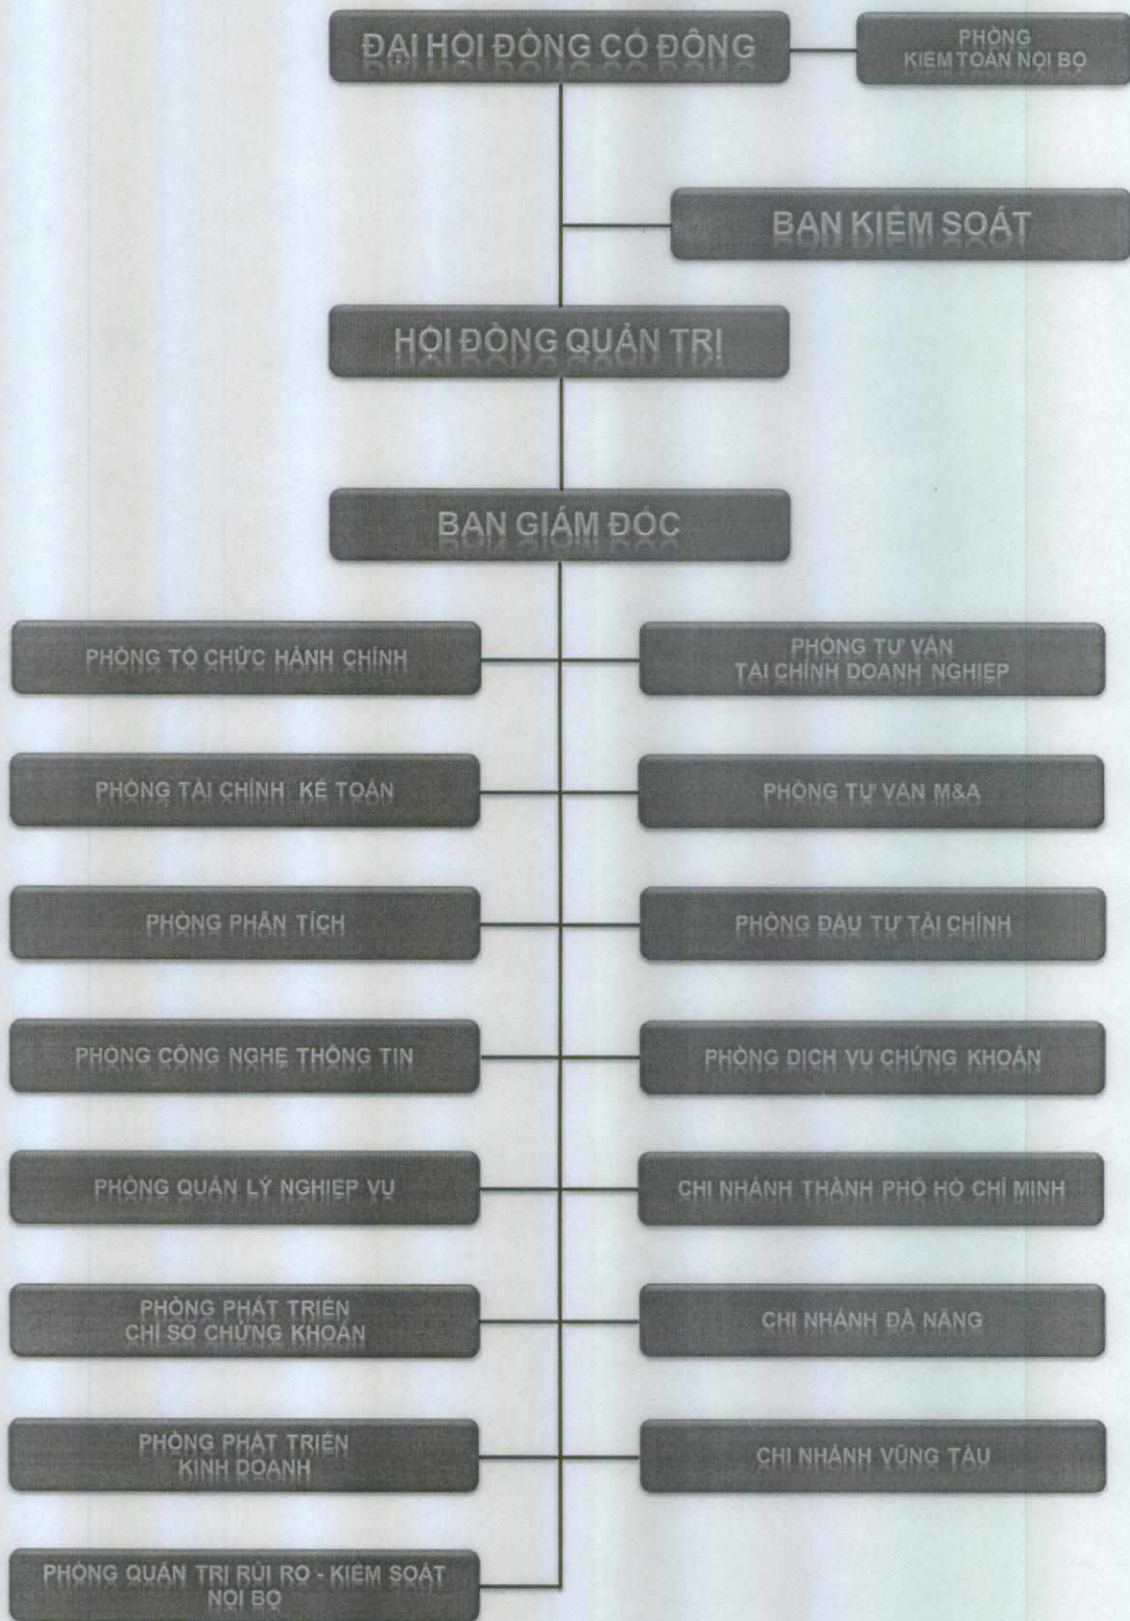 ĐẠI HỘI ĐỒNG CỔ ĐÔNG
PHÒNG
KIỂM TOÁN NỘI BỘ
BAN KIỂM SOÁT
HỘI ĐỒNG QUẢN TRỊ
BAN GIÁM ĐỐC
PHÒNG TỔ CHỨC HÀNH CHÍNH
PHÒNG TƯ VẤN
TÀI CHÍNH DOANH NGHIỆP
PHÒNG TÀI CHÍNH KẾ TOÁN
PHÒNG TƯ VẤN M&A
PHÒNG PHÂN TÍCH
PHÒNG ĐẦU TƯ TÀI CHÍNH
PHÒNG CÔNG NGHỆ THÔNG TIN
PHÒNG DỊCH VỤ CHỨNG KHOÁN
PHÒNG QUẢN LÝ NGHIỆP VỤ
CHI NHÁNH THÀNH PHỐ HỒ CHÍ MINH
PHÒNG PHÁT TRIỂN
CHỈ SỐ CHỨNG KHOÁN
CHI NHÁNH ĐÀ NẴNG
PHÒNG PHÁT TRIỂN
KINH DOANH
CHI NHÁNH VŨNG TÀU
PHÒNG QUẢN TRỊ RỦI RO - KIỂM SOÁT
NỘI BỘ